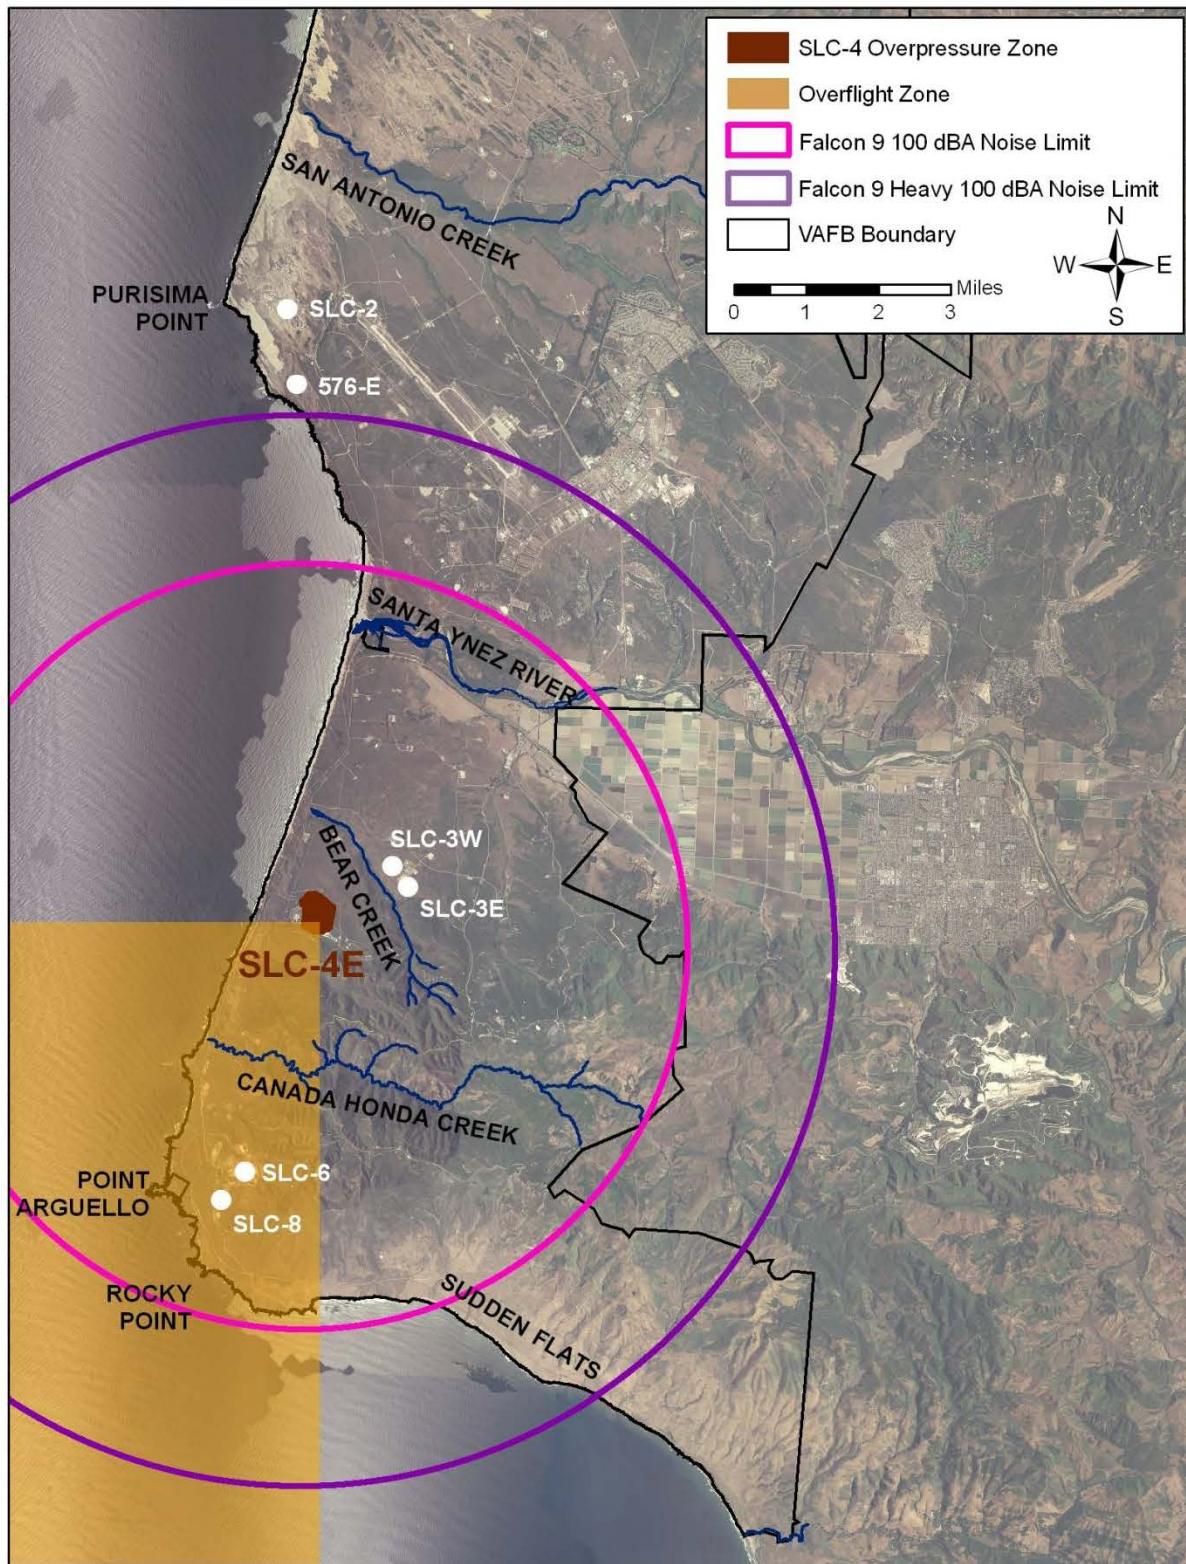 SLC-4 Overpressure Zone
Overflight Zone
Falcon 9 100 dBA Noise Limit
Falcon 9 Heavy 100 dBA Noise Limit
VAFB Boundary
N
W
E
S
Miles
0 1 2 3
SAN ANTONIO CREEK
PURISIMA
POINT
SLC-2
576-E
SANTA YNEZ RIVER
SLC-3W
SLC-3E
BEAR CREEK
SLC-4E
CANADA HONDA CREEK
SLC-6
POINT
ARGUELLO
SLC-8
ROCKY
POINT
SUDDEN FLATS